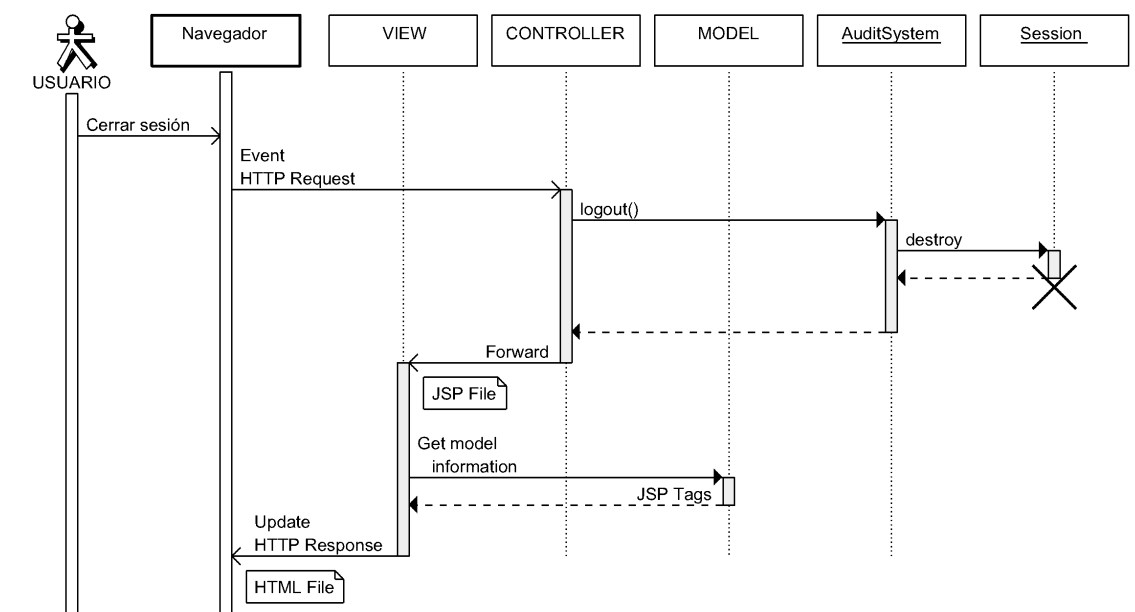 USUARIO
Navegador
VIEW
CONTROLLER
MODEL
AuditSystem
Session
Cerrar sesión
Event
HTTP Request
logout()
destroy
Forward
JSP File
Get model
information
JSP Tags
Update
HTTP Response
HTML File